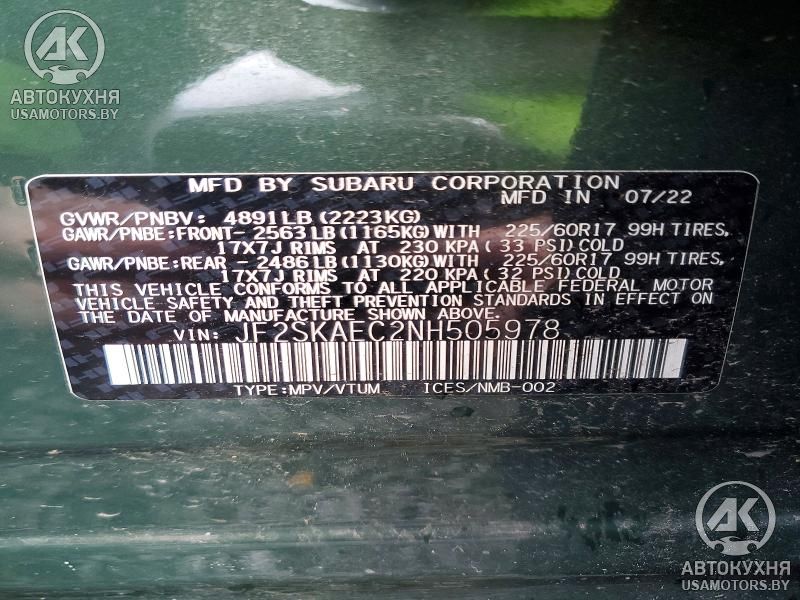 AK
АВТОКУХНЯ
USAMOTORS.BY
MFD BY SUBARU CORPORATION
MFD IN 07/22
GVWR/PNBV: 4891LB(2223KG)
GAWR/PNBE:FRONT- 2563LB(1165KG)WITH 225/60R17 99H TIRES,
17X7J RIMS AT 230 KPA( 33 PSI)COLD
GAWR/PNBE:REAR - 2486LB(1130KG)WITH 225/60R17 99H TIRES,
17X7J RIMS AT 220 KPA( 32 PSI)COLD
THIS VEHICLE CONFORMS TO ALL APPLICABLE FEDERAL MOTOR
VEHICLE SAFETY AND THEFT PREVENTION STANDARDS IN EFFECT ON
THE DATE OF MANUFACTURE SHOWN ABOVE.
VIN: JF2SKAEC2NH505978
TYPE:MPV/VTUM ICES/NMB-002
AK
АВТОКУХНЯ
USAMOTORS.BY